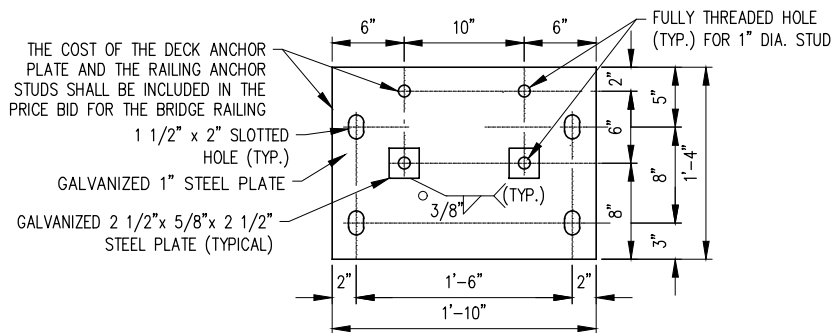 6" 10" 6"
FULLY THREADED HOLE
(TYP.) FOR 1" DIA. STUD
THE COST OF THE DECK ANCHOR
PLATE AND THE RAILING ANCHOR
STUDS SHALL BE INCLUDED IN THE
PRICE BID FOR THE BRIDGE RAILING
1 1/2" x 2" SLOTTED
HOLE (TYP.)
GALVANIZED 1" STEEL PLATE
GALVANIZED 2 1/2"x 5/8"x 2 1/2"
STEEL PLATE (TYPICAL)
3/8" (TYP.)
2"
6"
8"
5"
8"
3"
1'-4"
2" 1'-6" 2"
1'-10"